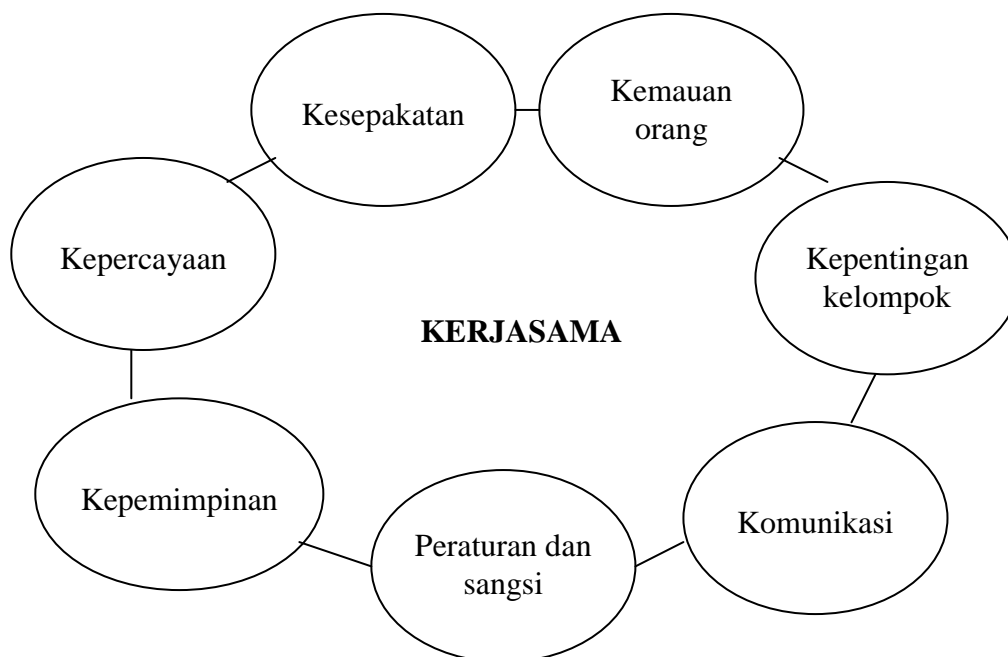 Kesepakatan
Kemauan
orang
Kepercayaan
Kepentingan
kelompok
KERJASAMA
Kepemimpinan
Peraturan dan
sangsi
Komunikasi